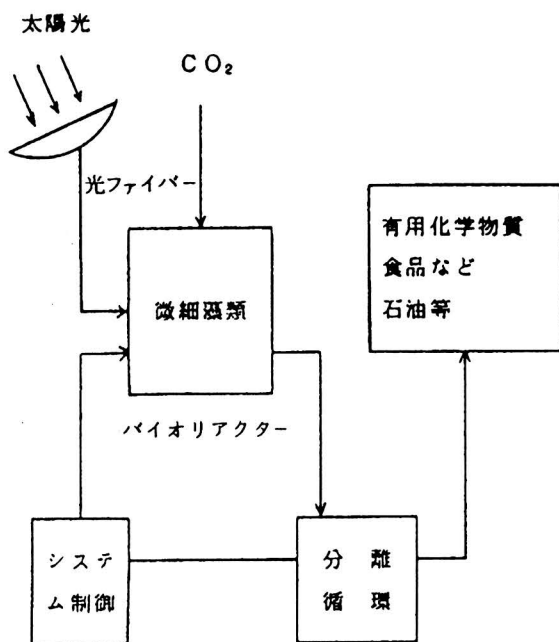 太陽光
CO₂
光ファイバー
微細藻類
有用化学物質
食品など
石油等
バイオリアクター
システ
ム制御
分離
循環